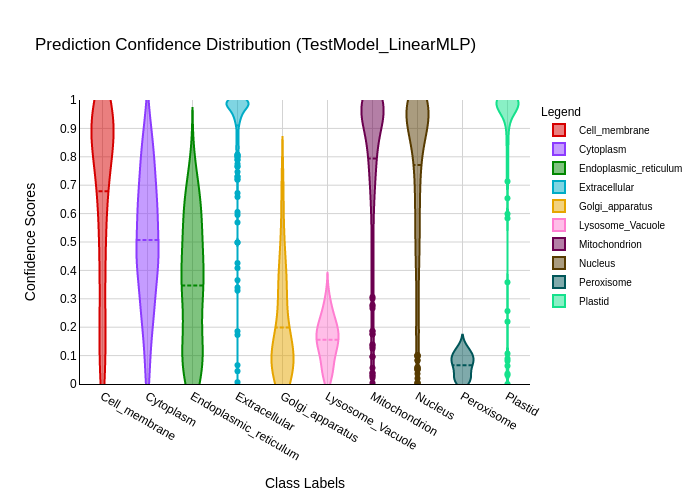 Prediction Confidence Distribution (TestModel_LinearMLP)
Legend
Cell_membrane
Cytoplasm
Endoplasmic_reticulum
Extracellular
Golgi_apparatus
Lysosome_Vacuole
Mitochondrion
Nucleus
Peroxisome
Plastid
Confidence Scores
1
0.9
0.8
0.7
0.6
0.5
0.4
0.3
0.2
0.1
0
Cell_membrane
Cytoplasm
Endoplasmic_reticulum
Extracellular
Golgi_apparatus
Lysosome_Vacuole
Mitochondrion
Nucleus
Peroxisome
Plastid
Class Labels